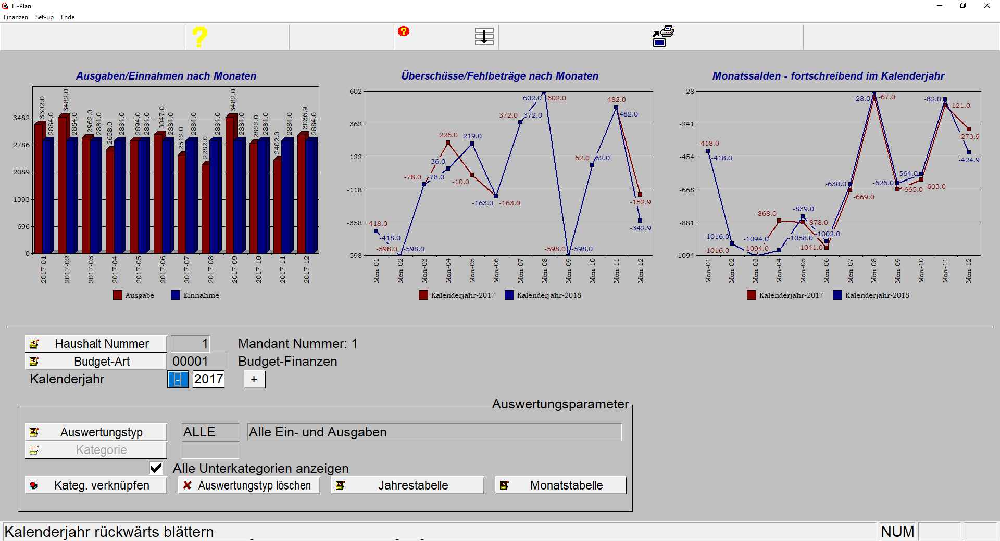 FI-Plan
Finanzen Set-up Ende
Ausgaben/Einnahmen nach Monaten
3482
2786
2089
1393
696
0
3302.0
2884.0
3482.0
2884.0
2962.0
2884.0
2658.0
2884.0
2894.0
2884.0
3047.0
2884.0
2512.0
2884.0
2282.0
2884.0
3482.0
2884.0
2822.0
2884.0
2402.0
2884.0
3036.9
2884.0
2017-01
2017-02
2017-03
2017-04
2017-05
2017-06
2017-07
2017-08
2017-09
2017-10
2017-11
2017-12
Ausgabe Einnahme
Überschüsse/Fehlbeträge nach Monaten
602
362
122
-118
-358
-598
-418.0
-418.0
-598.0
-598.0
-78.0
-78.0
226.0
36.0
-10.0
219.0
-163.0
-163.0
372.0
372.0
602.0
602.0
-598.0
-598.0
62.0
62.0
482.0
482.0
-152.9
-342.9
Mon-01
Mon-02
Mon-03
Mon-04
Mon-05
Mon-06
Mon-07
Mon-08
Mon-09
Mon-10
Mon-11
Mon-12
Kalenderjahr-2017 Kalenderjahr-2018
Monatssalden - fortschreibend im Kalenderjahr
-28
-241
-454
-668
-881
-1094
-418.0
-418.0
-1016.0
-1016.0
-1094.0
-1094.0
-868.0
-1058.0
-878.0
-839.0
-1041.0
-1002.0
-669.0
-630.0
-67.0
-28.0
-665.0
-626.0
-603.0
-564.0
-121.0
-82.0
-273.9
-424.9
Mon-01
Mon-02
Mon-03
Mon-04
Mon-05
Mon-06
Mon-07
Mon-08
Mon-09
Mon-10
Mon-11
Mon-12
Kalenderjahr-2017 Kalenderjahr-2018
Haushalt Nummer 1 Mandant Nummer: 1
Budget-Art 00001 Budget-Finanzen
Kalenderjahr - 2017 +
Auswertungsparameter
Auswertungstyp ALLE Alle Ein- und Ausgaben
Kategorie
Alle Unterkategorien anzeigen
Kateg. verknüpfen Auswertungstyp löschen Jahrestabelle Monatstabelle
Kalenderjahr rückwärts blättern NUM